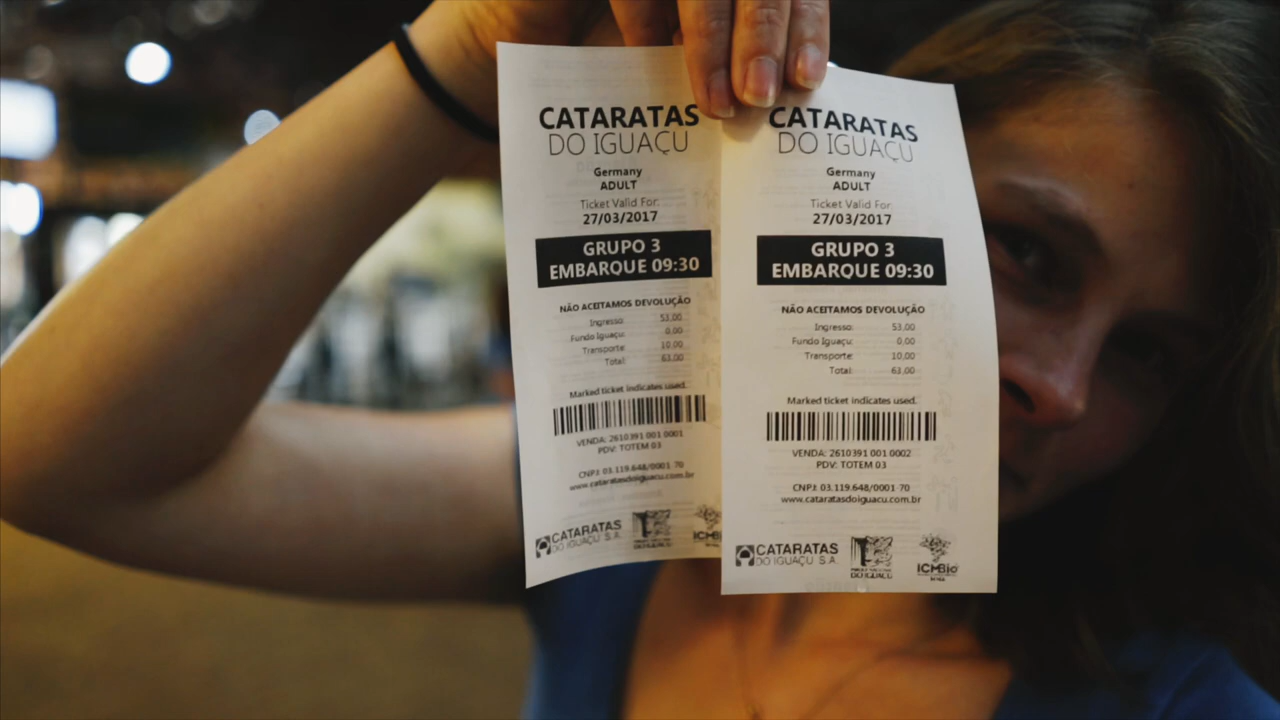 CATARATAS
DO IGUAÇU
Germany
ADULT
Ticket Valid For:
27/03/2017
GRUPO 3
EMBARQUE 09:30
NÃO ACEITAMOS DEVOLUÇÃO
Ingresso: 53,00
Fundo Iguaçu: 0,00
Transporte: 10,00
Total: 63,00
Marked ticket indicates used.
VENDA: 2610391 001 0001
PDV: TOTEM 03
CNPJ: 03.119.648/0001-70
www.cataratasdoiguacu.com.br
CATARATAS
DO IGUAÇU S.A.
DO IGUAÇU
ICMBio
CATARATAS
DO IGUAÇU
Germany
ADULT
Ticket Valid For:
27/03/2017
GRUPO 3
EMBARQUE 09:30
NÃO ACEITAMOS DEVOLUÇÃO
Ingresso: 53,00
Fundo Iguaçu: 0,00
Transporte: 10,00
Total: 63,00
Marked ticket indicates used.
VENDA: 2610391 001 0002
PDV: TOTEM 03
CNPJ: 03.119.648/0001-70
www.cataratasdoiguacu.com.br
CATARATAS
DO IGUAÇU S.A.
DO IGUAÇU
ICMBio